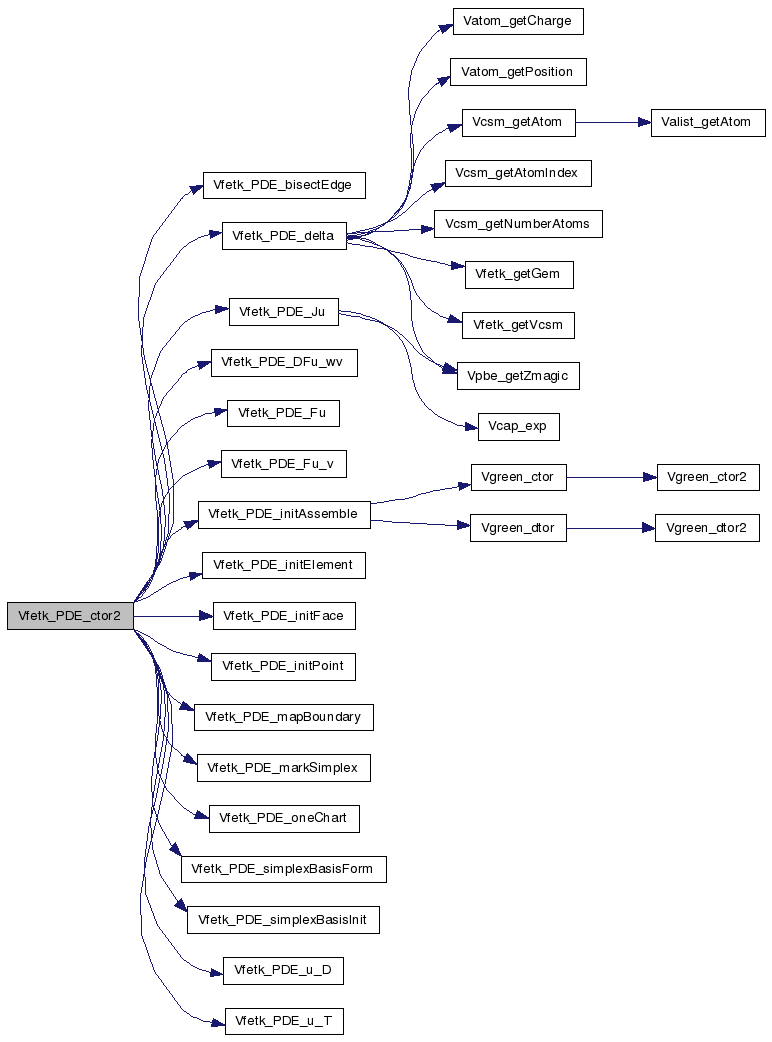 Vatom_getCharge
Vatom_getPosition
Vcsm_getAtom
Valist_getAtom
Vcsm_getAtomIndex
Vfetk_PDE_bisectEdge
Vcsm_getNumberAtoms
Vfetk_PDE_delta
Vfetk_getGem
Vfetk_PDE_Ju
Vfetk_getVcsm
Vfetk_PDE_DFu_wv
Vpbe_getZmagic
Vfetk_PDE_Fu
Vcap_exp
Vfetk_PDE_Fu_v
Vgreen_ctor
Vgreen_ctor2
Vfetk_PDE_initAssemble
Vgreen_dtor
Vgreen_dtor2
Vfetk_PDE_initElement
Vfetk_PDE_ctor2
Vfetk_PDE_initFace
Vfetk_PDE_initPoint
Vfetk_PDE_mapBoundary
Vfetk_PDE_markSimplex
Vfetk_PDE_oneChart
Vfetk_PDE_simplexBasisForm
Vfetk_PDE_simplexBasisInit
Vfetk_PDE_u_D
Vfetk_PDE_u_T